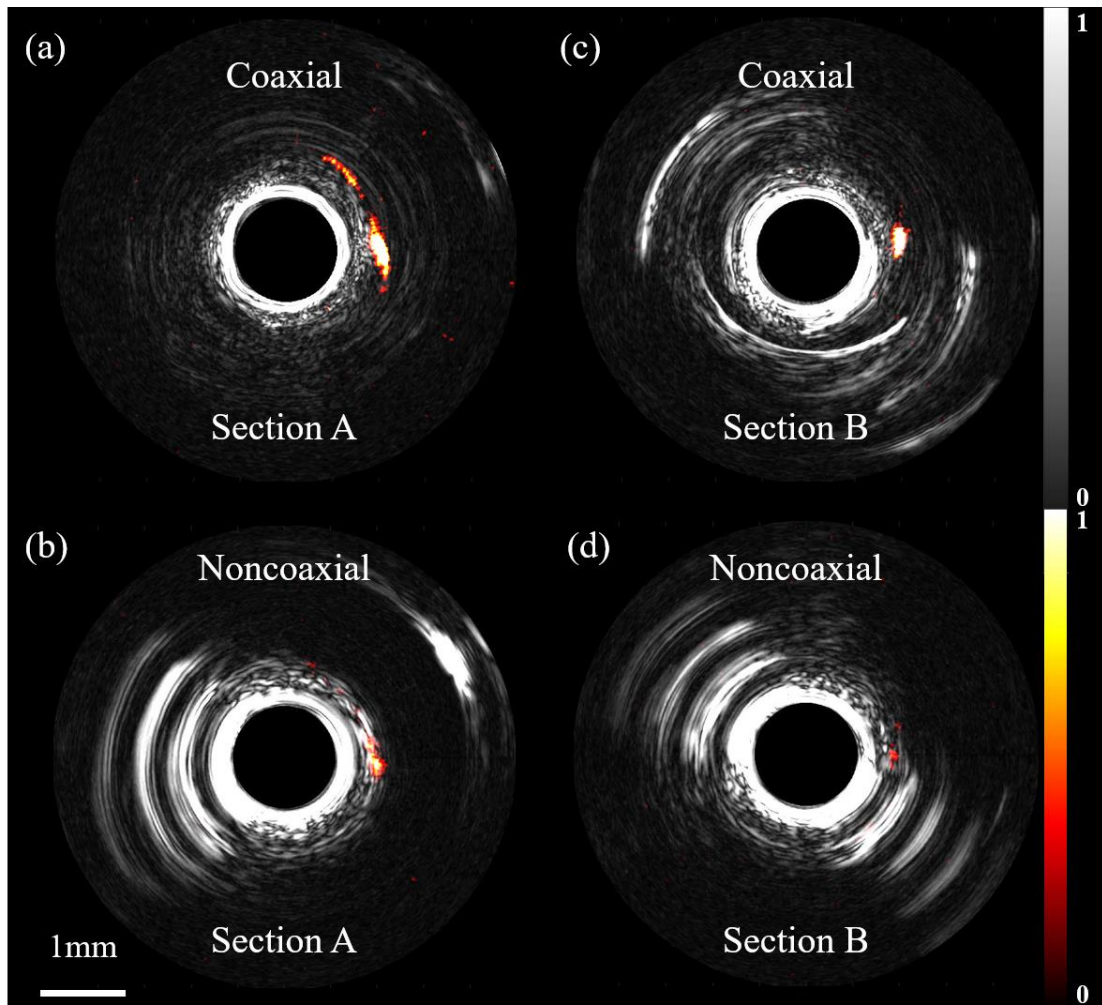 (a)
Coaxial
Section A
(c)
Coaxial
Section B
(b)
Noncoaxial
Section A
1mm
(d)
Noncoaxial
Section B
1
0
1
0